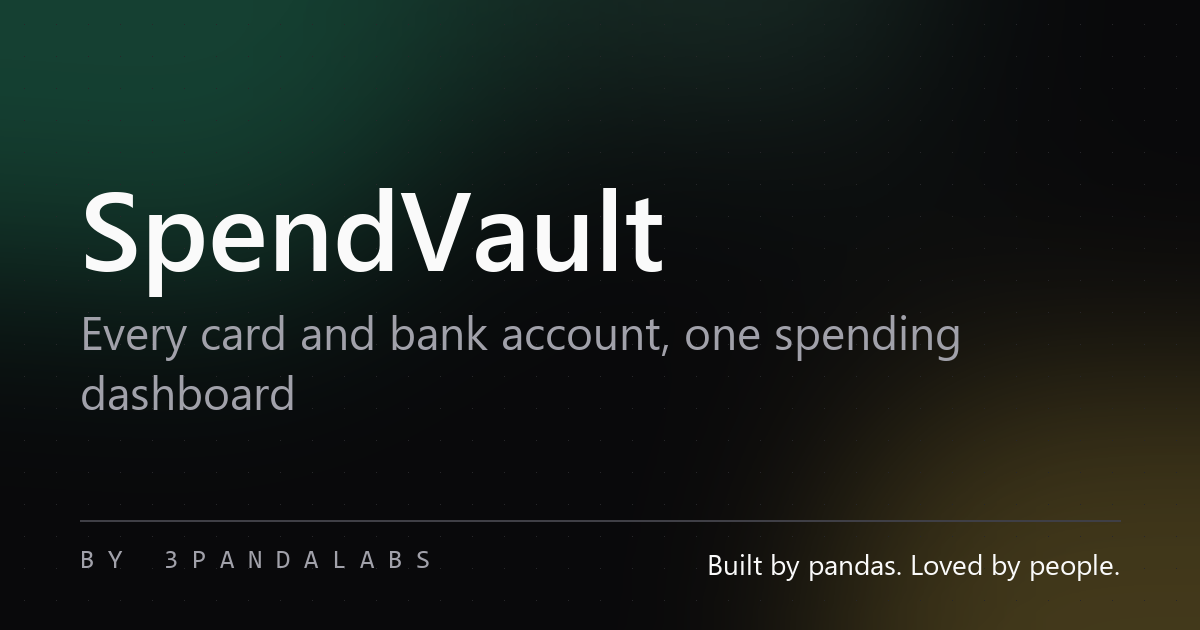 SpendVault
Every card and bank account, one spending
dashboard
BY 3PANDALABS
Built by pandas. Loved by people.